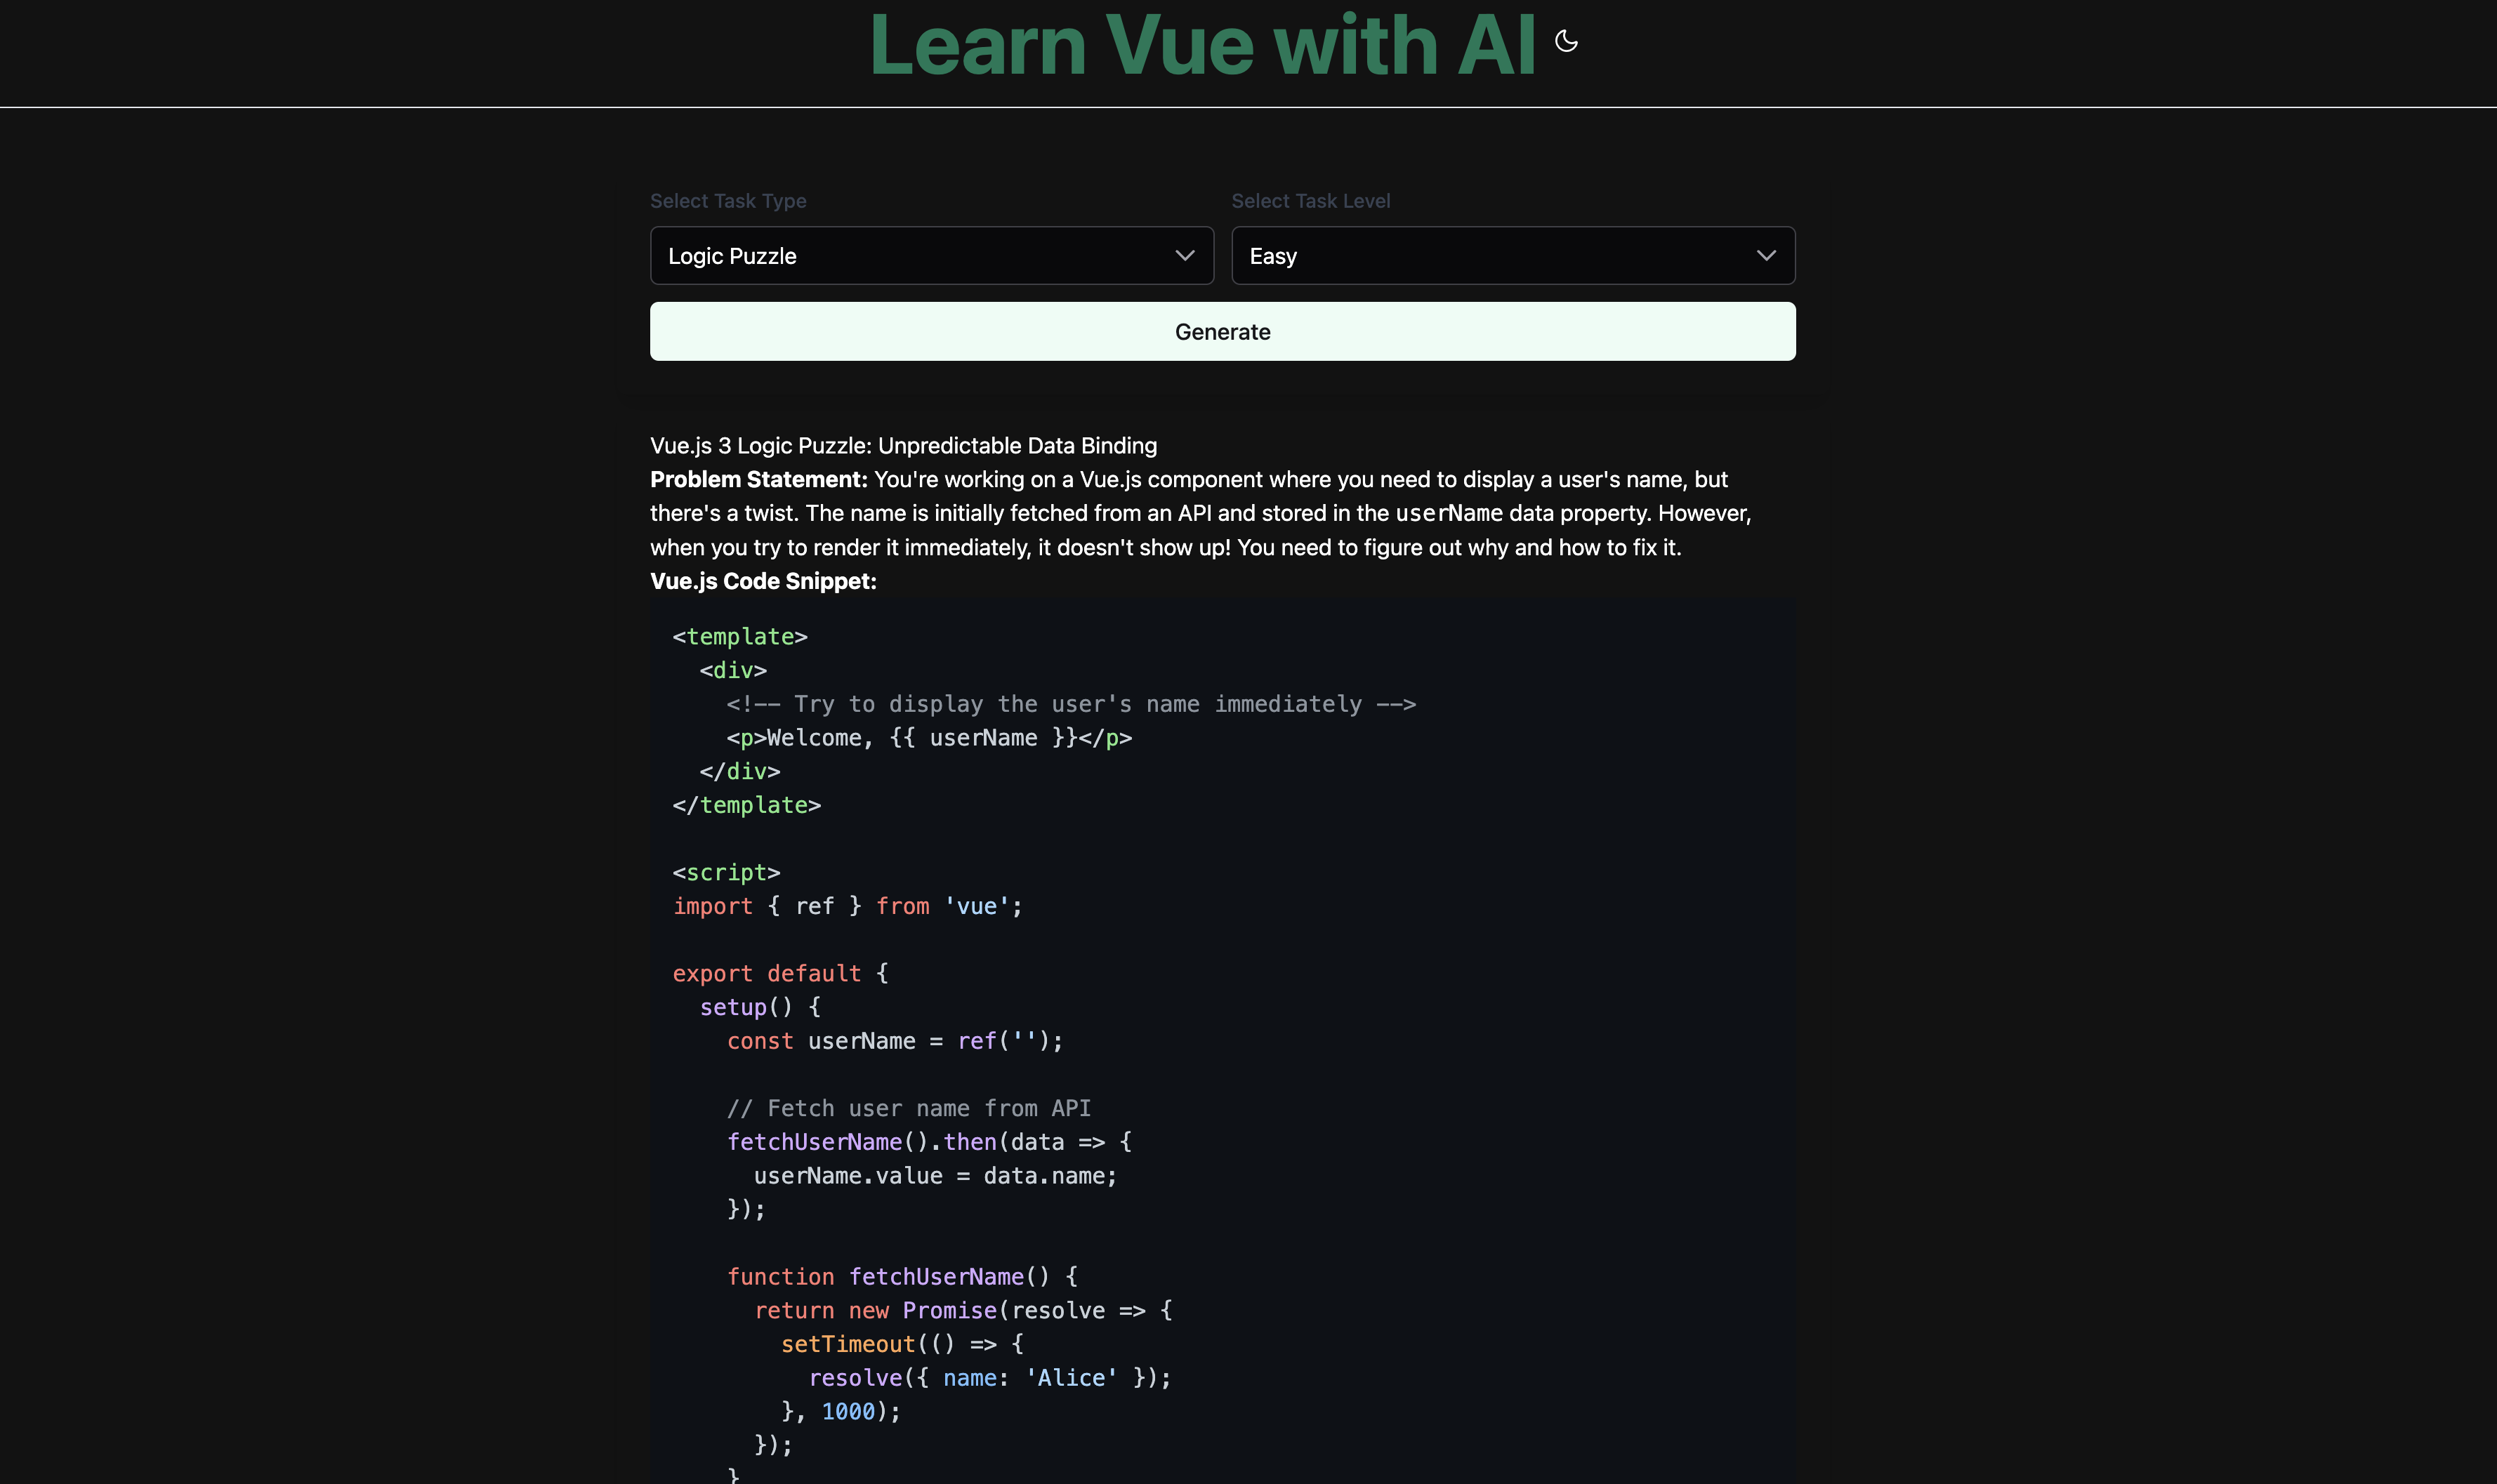 Learn Vue with AI
Select Task Type
Select Task Level
Logic Puzzle
Easy
Generate
Vue.js 3 Logic Puzzle: Unpredictable Data Binding
Problem Statement: You're working on a Vue.js component where you need to display a user's name, but
there's a twist. The name is initially fetched from an API and stored in the userName data property. However,
when you try to render it immediately, it doesn't show up! You need to figure out why and how to fix it.
Vue.js Code Snippet:
<template>
  <div>
    <!-- Try to display the user's name immediately -->
    <p>Welcome, {{ userName }}</p>
  </div>
</template>

<script>
import { ref } from 'vue';

export default {
  setup() {
    const userName = ref('');

    // Fetch user name from API
    fetchUserName().then(data => {
      userName.value = data.name;
    });

    function fetchUserName() {
      return new Promise(resolve => {
        setTimeout(() => {
          resolve({ name: 'Alice' });
        }, 1000);
      });
    }